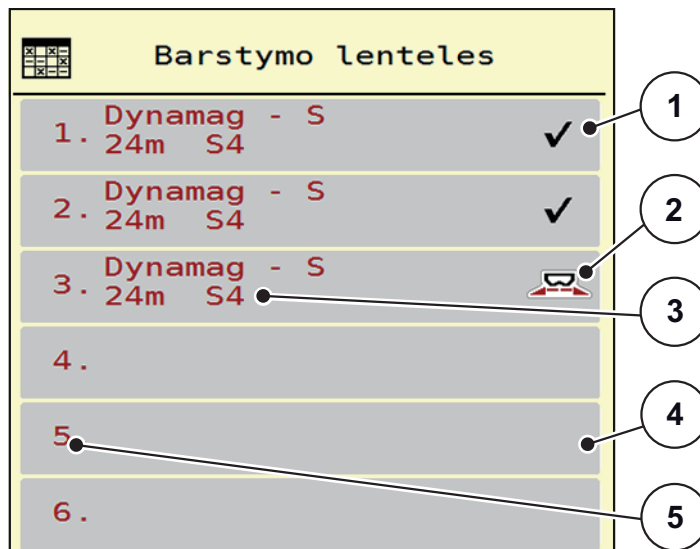 Barstymo lenteles
1. Dynamag - S
24m S4
2. Dynamag - S
24m S4
3. Dynamag - S
24m S4
4.
5
6.
1
2
3
4
5